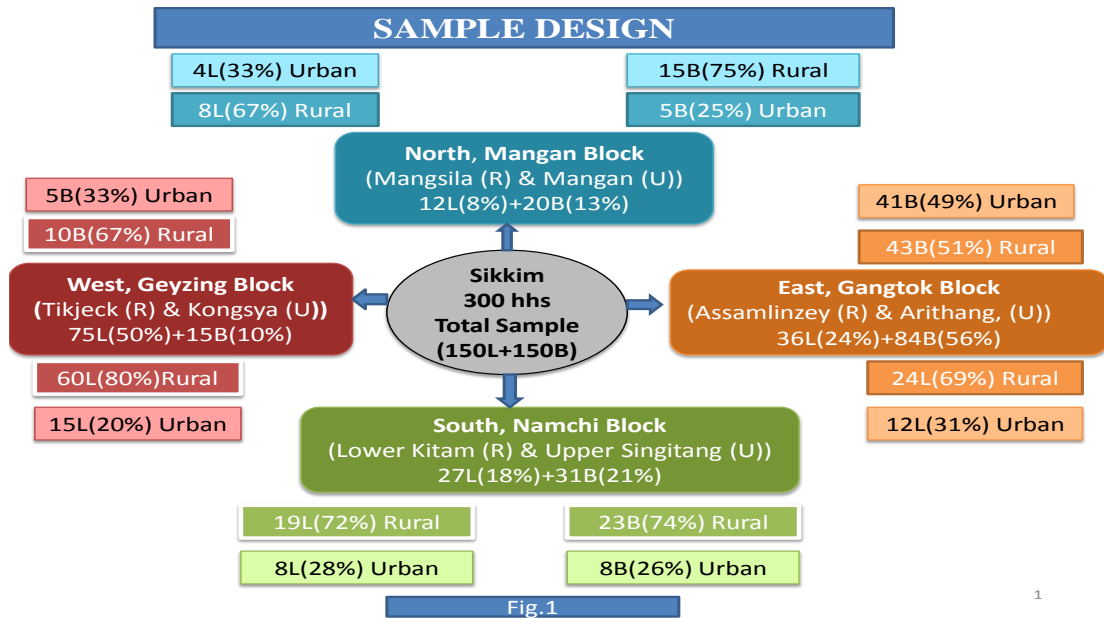 SAMPLE DESIGN
4L(33%) Urban
8L(67%) Rural
15B(75%) Rural
5B(25%) Urban
North, Mangan Block
(Mangsila (R) & Mangan (U))
12L(8%)+20B(13%)
5B(33%) Urban
10B(67%) Rural
West, Geyzing Block
(Tikjeck (R) & Kongsya (U))
75L(50%)+15B(10%)
60L(80%)Rural
15L(20%) Urban
Sikkim
300 hhs
Total Sample
(150L+150B)
41B(49%) Urban
43B(51%) Rural
East, Gangtok Block
(Assamlinzey (R) & Arithang, (U))
36L(24%)+84B(56%)
24L(69%) Rural
12L(31%) Urban
South, Namchi Block
(Lower Kitam (R) & Upper Singitang (U))
27L(18%)+31B(21%)
19L(72%) Rural
8L(28%) Urban
23B(74%) Rural
8B(26%) Urban
Fig.1
1